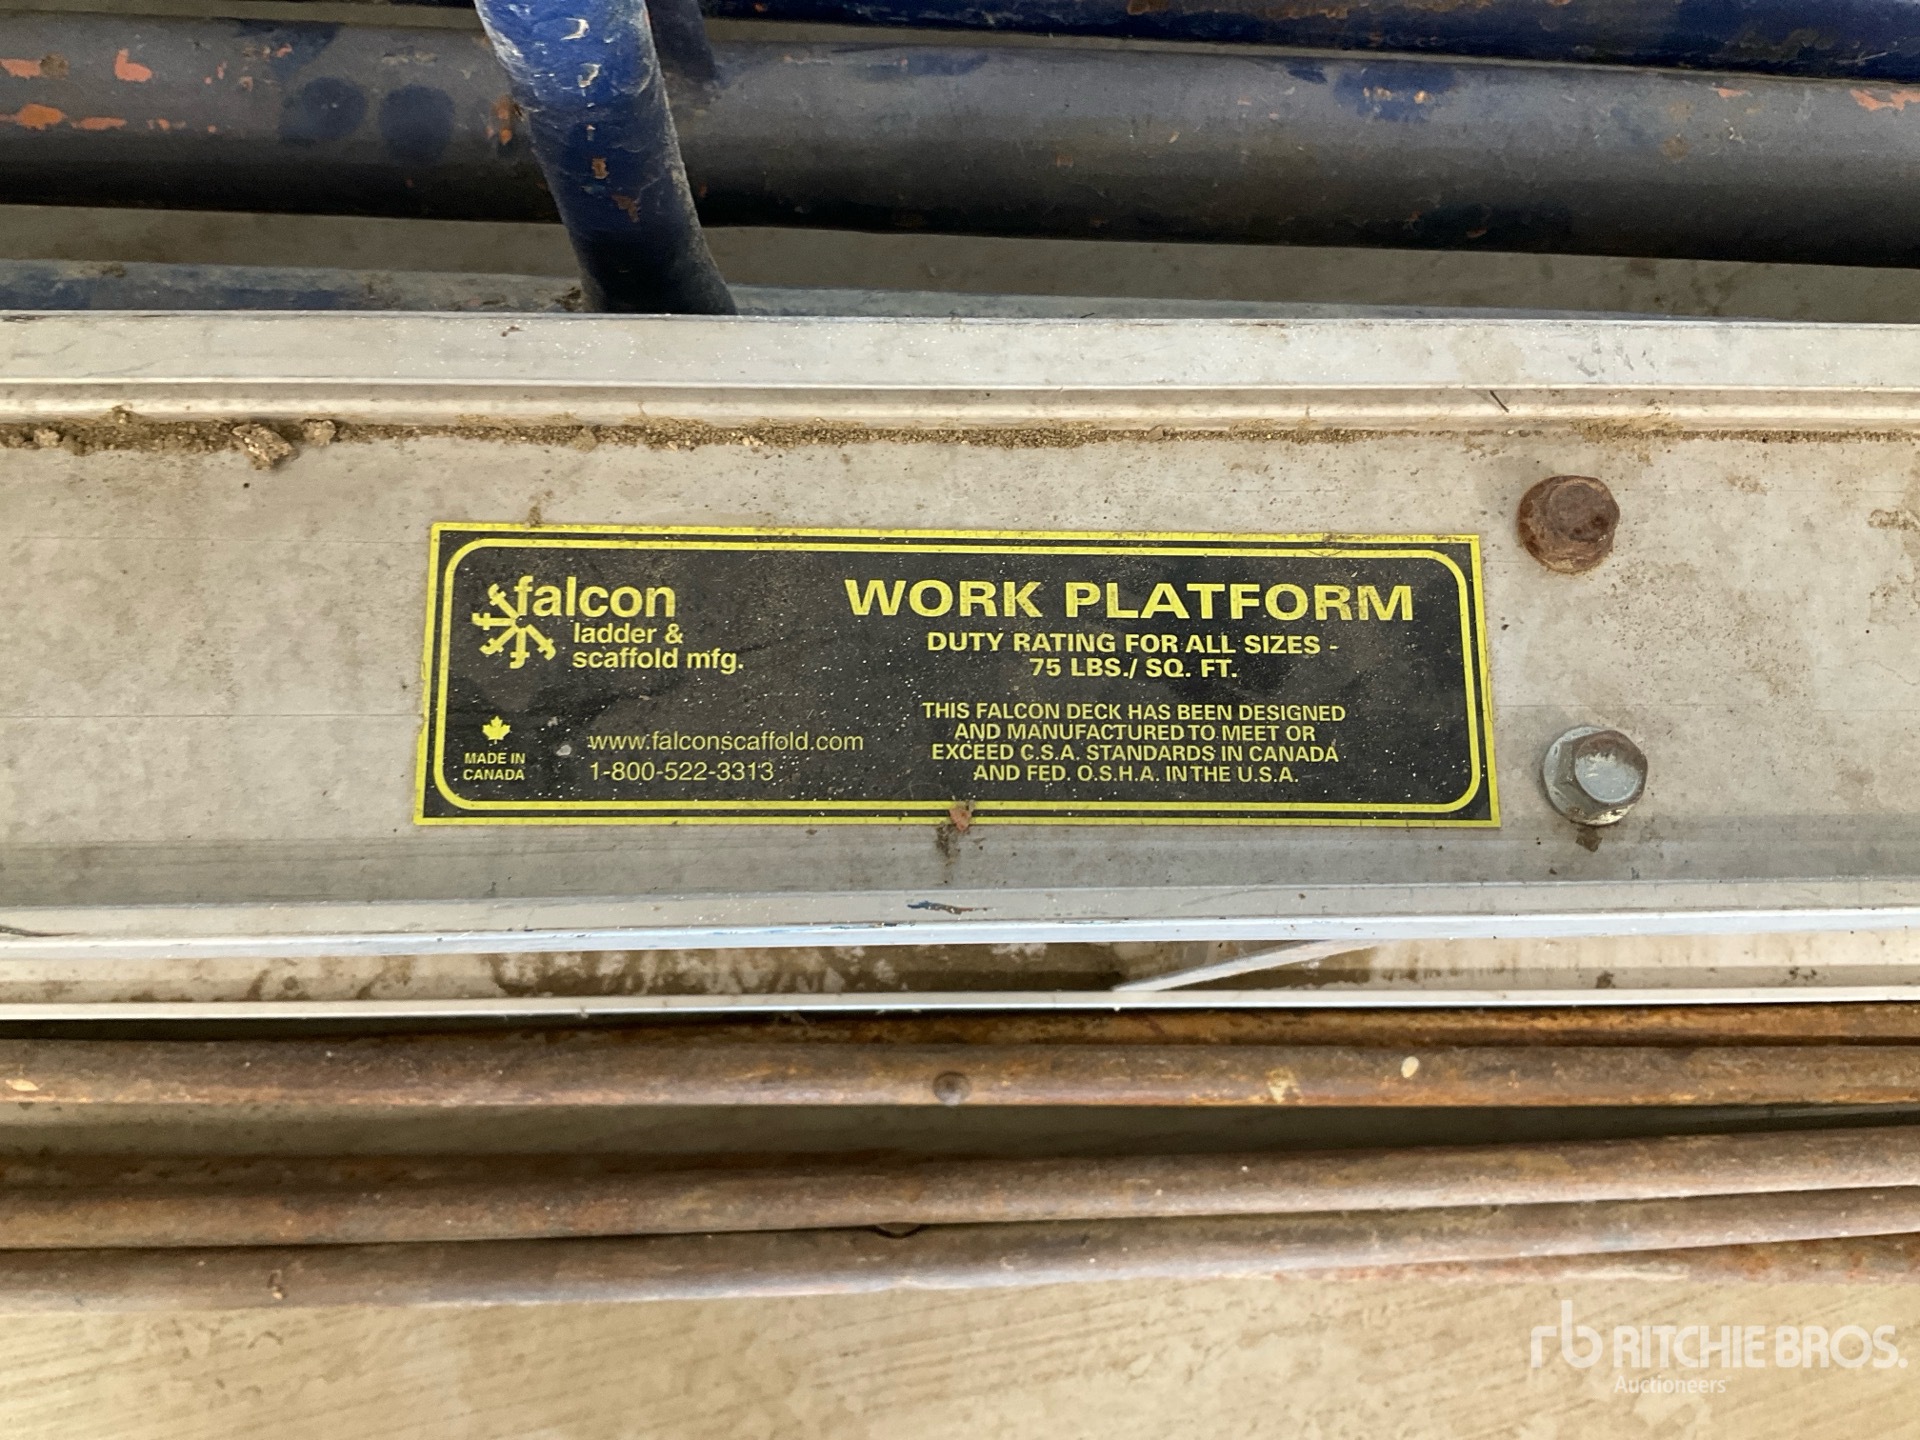 falcon
ladder &
scaffold mfg.
MADE IN
CANADA
www.falconscaffold.com
1-800-522-3313
WORK PLATFORM
DUTY RATING FOR ALL SIZES -
75 LBS./ SQ. FT.
THIS FALCON DECK HAS BEEN DESIGNED
AND MANUFACTURED TO MEET OR
EXCEED C.S.A. STANDARDS IN CANADA
AND FED. O.S.H.A. IN THE U.S.A.
rb RITCHIE BROS.
Auctioneers